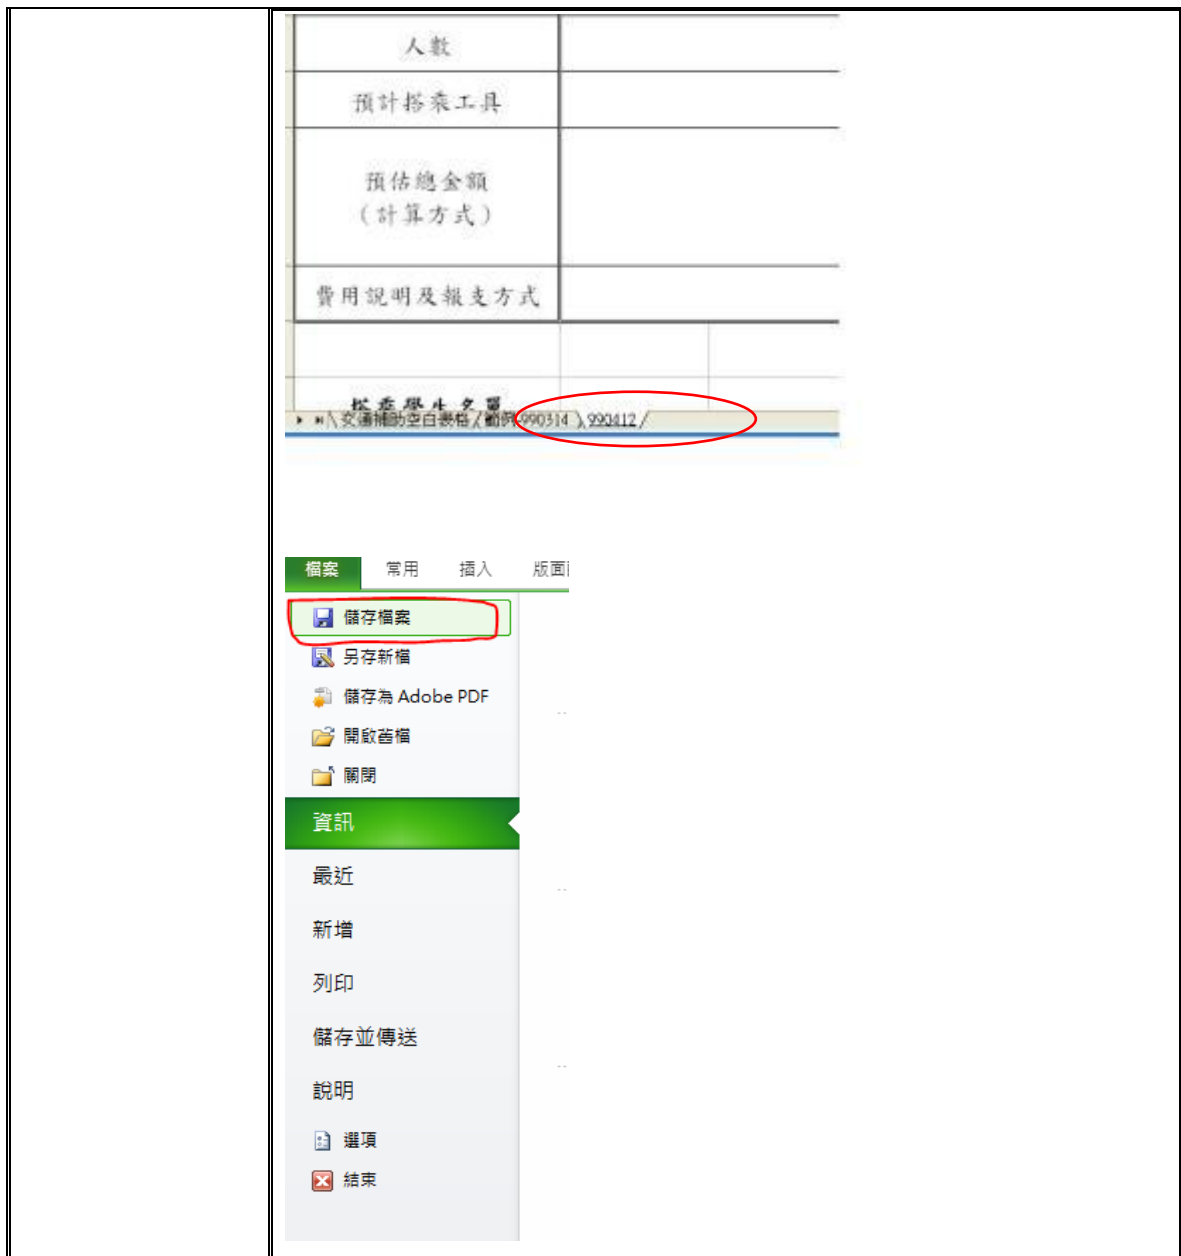 人數
預計搭乘工具
預估總金額
(計算方式)
費用說明及報支方式
搭乘學生名單
交通補助空白表格 / 範例-990314 \ 990412 /
檔案 常用 插入 版面
儲存檔案
另存新檔
儲存為 Adobe PDF
開啟舊檔
關閉
資訊
最近
新增
列印
儲存並傳送
說明
選項
結束